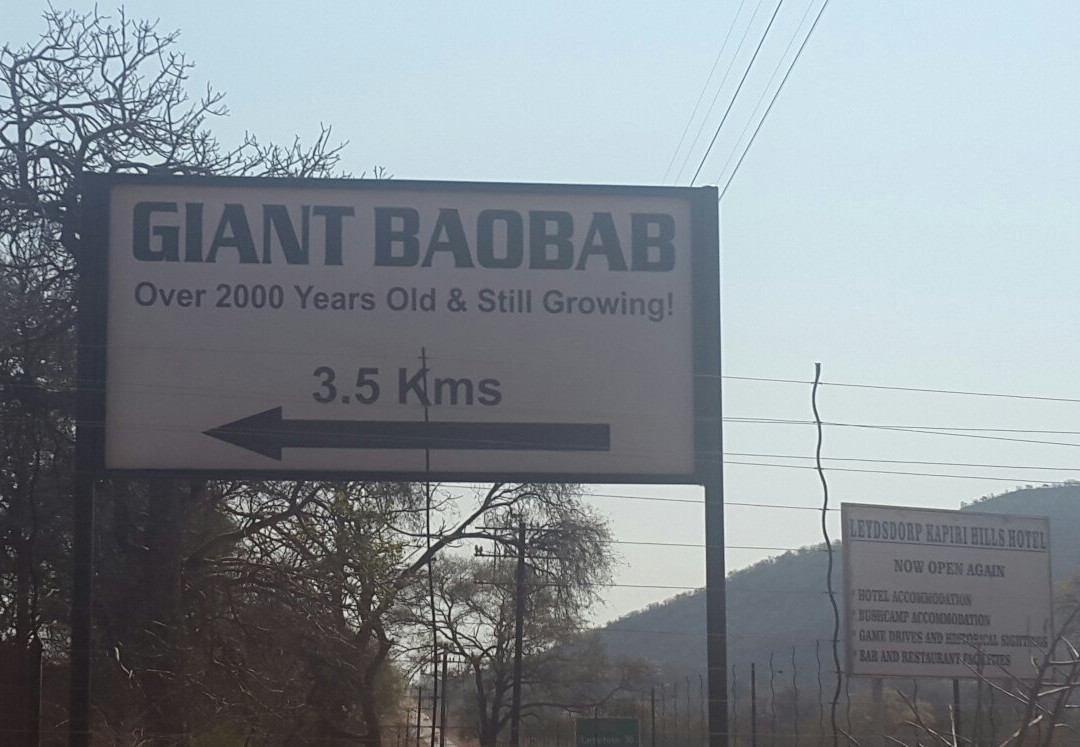 GIANT BAOBAB
Over 2000 Years Old & Still Growing!
3.5 Kms
LEYDSDORP KAPIRI HILLS HOTEL
NOW OPEN AGAIN
HOTEL ACCOMMODATION
BUSHCAMP ACCOMMODATION
GAME DRIVES AND HISTORICAL SIGHTINGS
BAR AND RESTAURANT FACILITIES